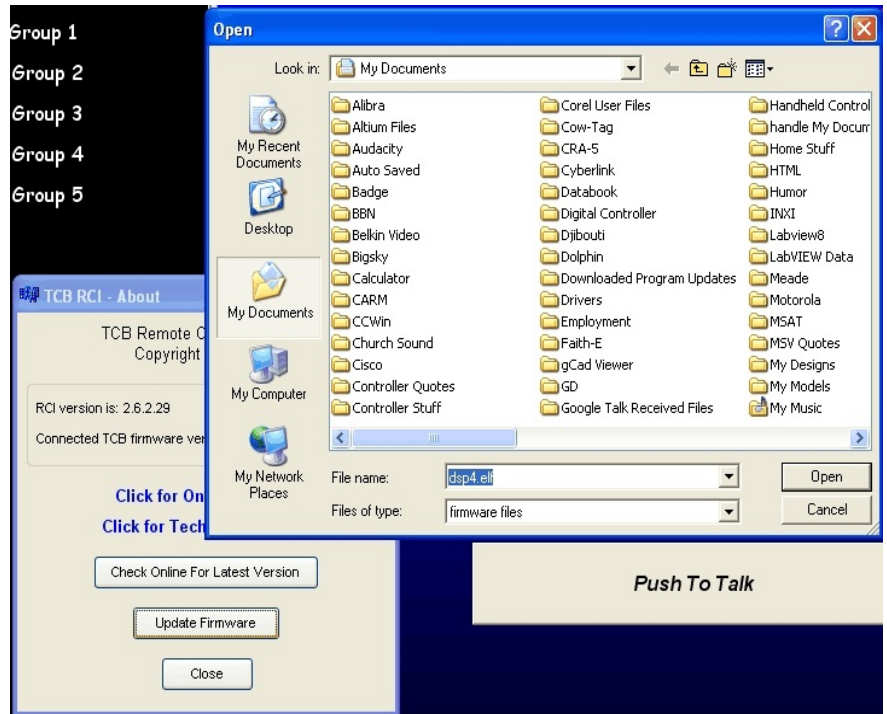 Group 1
Group 2
Group 3
Group 4
Group 5
Open
Look in:
My Documents
My Recent
Documents
Desktop
My Documents
My Computer
My Network
Places
Alibra
Altium Files
Audacity
Auto Saved
Badge
BBN
Belkin Video
Bigsky
Calculator
CARM
CCWin
Church Sound
Cisco
Controller Quotes
Controller Stuff
Corel User Files
Cow-Tag
CRA-5
Cyberlink
Databook
Digital Controller
Djibouti
Dolphin
Downloaded Program Updates
Drivers
Employment
Faith-E
gCad Viewer
GD
Google Talk Received Files
Handheld Control
handle My Docum
Home Stuff
HTML
Humor
INXI
Labview8
LabVIEW Data
Meade
Motorola
MSAT
MSV Quotes
My Designs
My Models
My Music
File name:
dsp4.elf
Open
Files of type:
firmware files
Cancel
TCB RCI - About
TCB Remote C
Copyright
RCI version is: 2.6.2.29
Connected TCB firmware ver
Click for On
Click for Tech
Check Online For Latest Version
Update Firmware
Close
Push To Talk